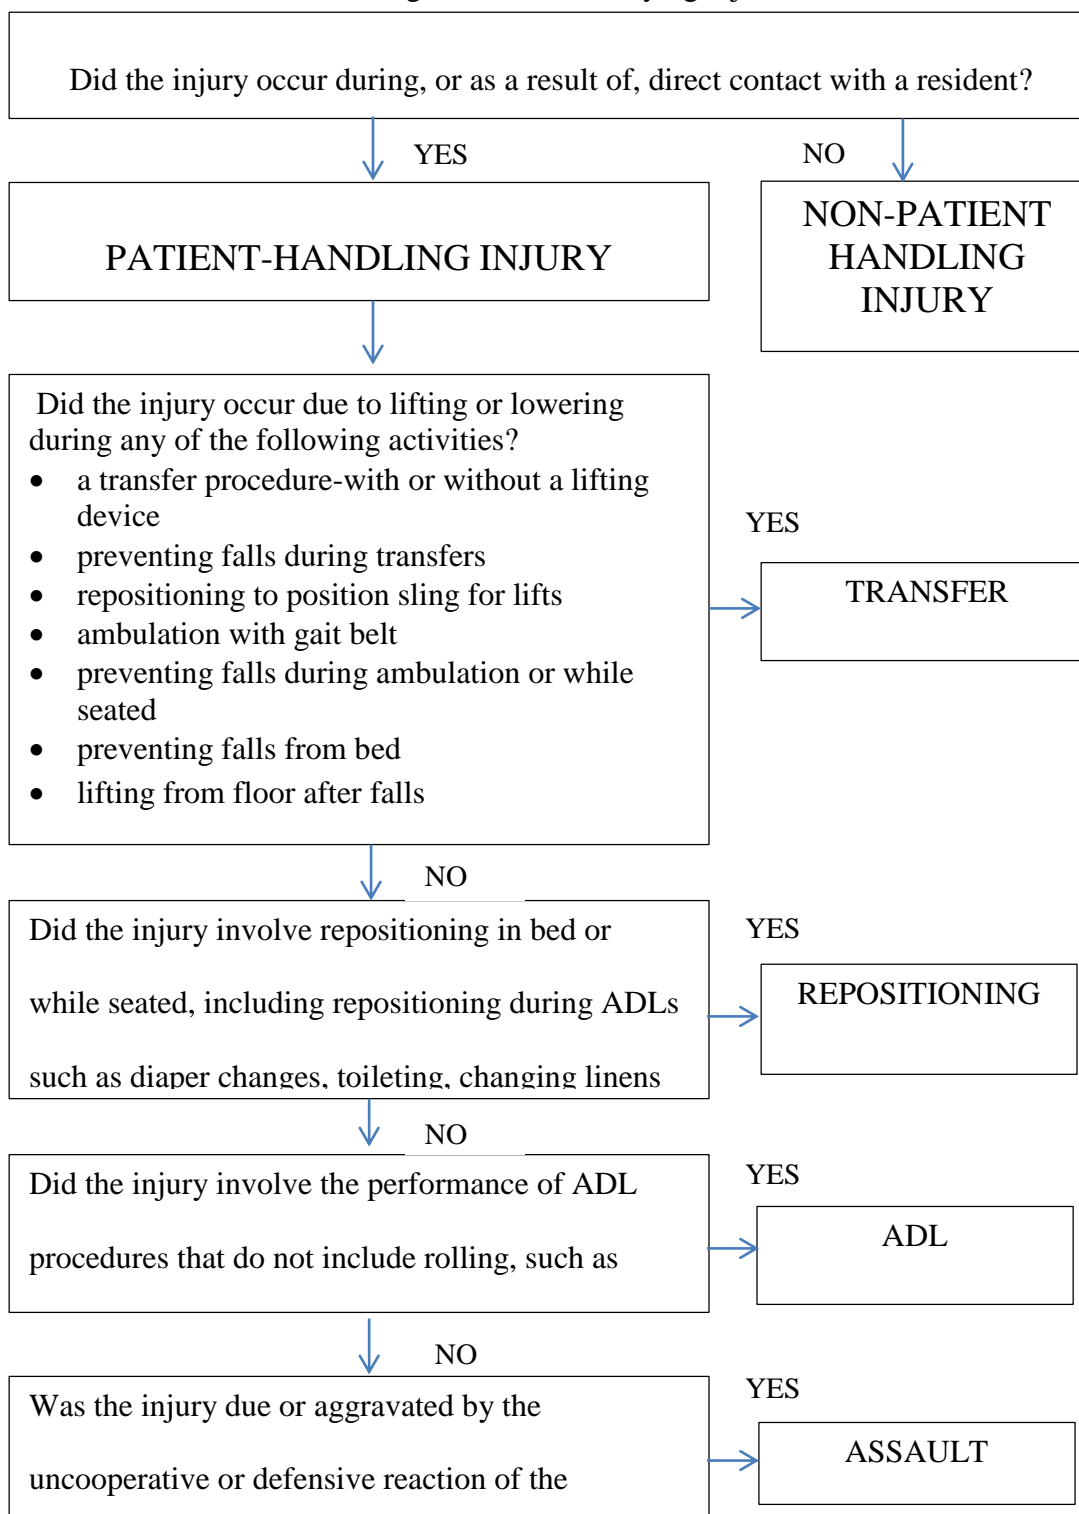 Did the injury occur during, or as a result of, direct contact with a resident?
YES
NO
PATIENT-HANDLING INJURY
NON-PATIENT
HANDLING
INJURY
Did the injury occur due to lifting or lowering
during any of the following activities?
• a transfer procedure-with or without a lifting
device
• preventing falls during transfers
• repositioning to position sling for lifts
• ambulation with gait belt
• preventing falls during ambulation or while
seated
• preventing falls from bed
• lifting from floor after falls
YES
TRANSFER
NO
Did the injury involve repositioning in bed or
while seated, including repositioning during ADLs
such as diaper changes, toileting, changing linens
YES
REPOSITIONING
NO
Did the injury involve the performance of ADL
procedures that do not include rolling, such as
YES
ADL
NO
Was the injury due or aggravated by the
uncooperative or defensive reaction of the
YES
ASSAULT